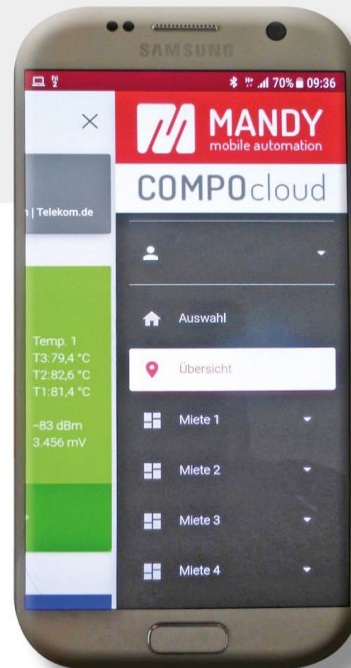 SAMSUNG
70% 09:36
MANDY
mobile automation
COMPOcloud
| Telekom.de
Auswahl
Temp. 1
T3:79,4 °C
T2:82,6 °C
T1:81,4 °C
Übersicht
-83 dBm
3.456 mV
Miete 1
Miete 2
Miete 3
Miete 4